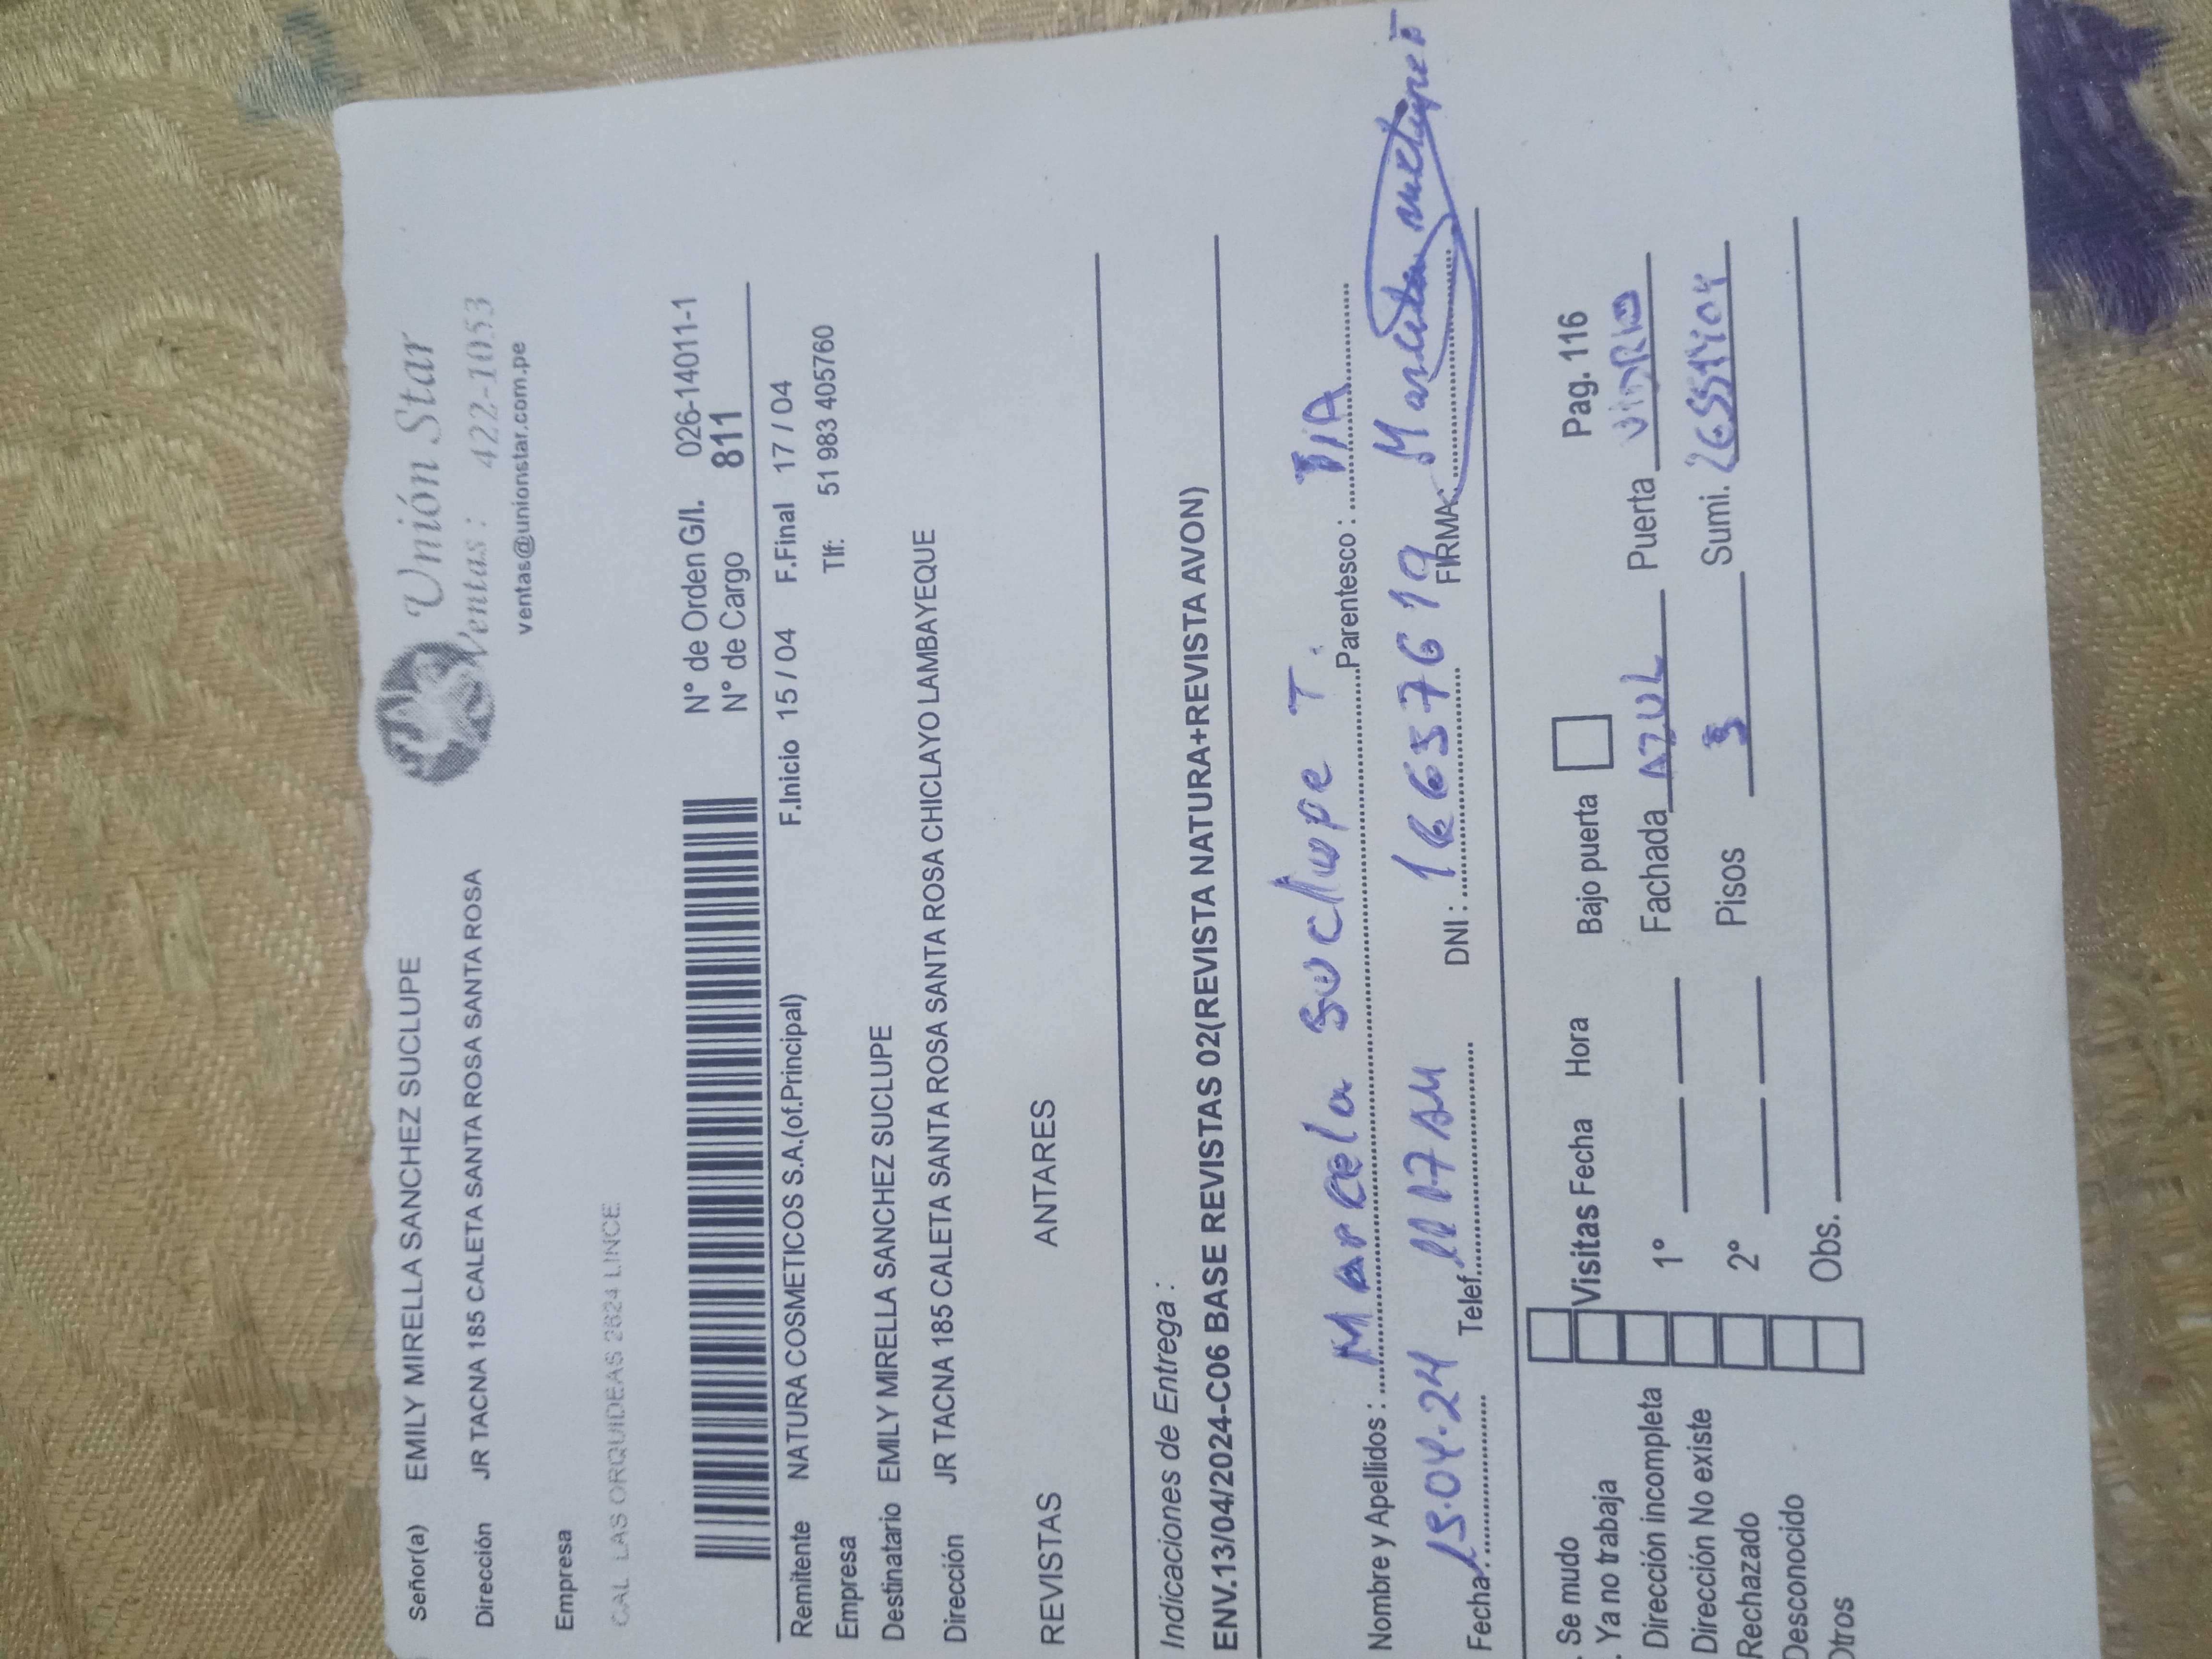 Señor(a) EMILY MIRELLA SANCHEZ SUCLUPE
Unión Star
Ventas : 422-1053
Dirección JR TACNA 185 CALETA SANTA ROSA SANTA ROSA
ventas@unionstar.com.pe
Empresa
CAL LAS ORQUIDEAS 2624 LINCE
N° de Orden G/I. 026-14011-1
N° de Cargo 811
Remitente NATURA COSMETICOS S.A.(of.Principal) F.Inicio 15 / 04 F.Final 17 / 04
Empresa Tlf: 51 983 405760
Destinatario EMILY MIRELLA SANCHEZ SUCLUPE
Dirección JR TACNA 185 CALETA SANTA ROSA SANTA ROSA SANTA ROSA CHICLAYO LAMBAYEQUE
REVISTAS ANTARES
Indicaciones de Entrega :
ENV.13/04/2024-C06 BASE REVISTAS 02(REVISTA NATURA+REVISTA AVON)
Nombre y Apellidos : Marcela Suclupe T. Parentesco : TIA
Fecha: 15.04.24 Telef. 1117AM DNI : 16657619 FIRMA:
Se mudo
Ya no trabaja Visitas Fecha Hora Bajo puerta Pag. 116
Dirección incompleta 1° Fachada AZUL Puerta VIDRIO
Dirección No existe
Rechazado 2° Pisos 3 Sumi.
Desconocido
Otros Obs.